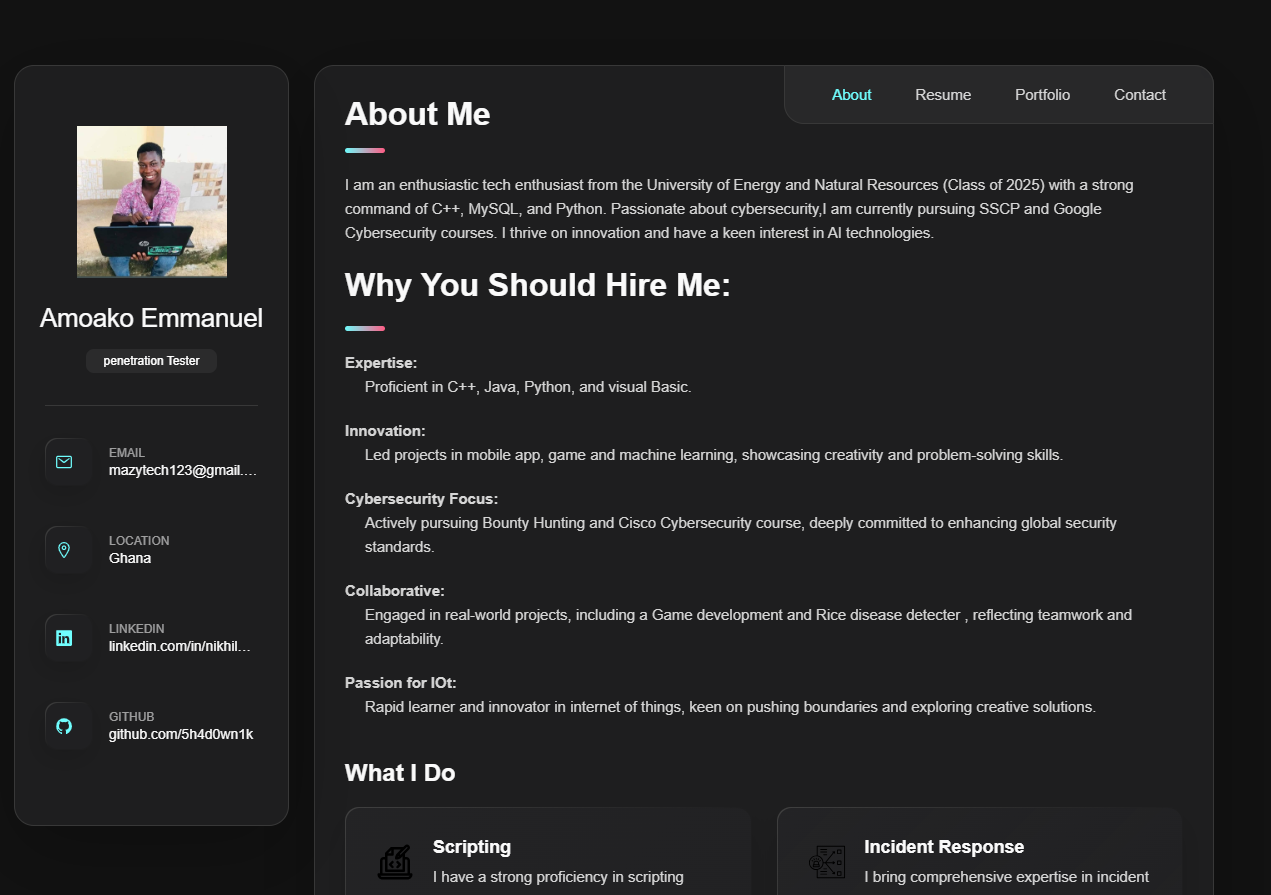 About
Resume
Portfolio
Contact
Amoako Emmanuel
penetration Tester
EMAIL
mazytech123@gmail....
LOCATION
Ghana
LINKEDIN
linkedin.com/in/nikhil...
GITHUB
github.com/5h4d0wn1k
About Me
I am an enthusiastic tech enthusiast from the University of Energy and Natural Resources (Class of 2025) with a strong
command of C++, MySQL, and Python. Passionate about cybersecurity,I am currently pursuing SSCP and Google
Cybersecurity courses. I thrive on innovation and have a keen interest in AI technologies.
Why You Should Hire Me:
Expertise:
Proficient in C++, Java, Python, and visual Basic.
Innovation:
Led projects in mobile app, game and machine learning, showcasing creativity and problem-solving skills.
Cybersecurity Focus:
Actively pursuing Bounty Hunting and Cisco Cybersecurity course, deeply committed to enhancing global security
standards.
Collaborative:
Engaged in real-world projects, including a Game development and Rice disease detecter , reflecting teamwork and
adaptability.
Passion for IOt:
Rapid learner and innovator in internet of things, keen on pushing boundaries and exploring creative solutions.
What I Do
Scripting
I have a strong proficiency in scripting
Incident Response
I bring comprehensive expertise in incident